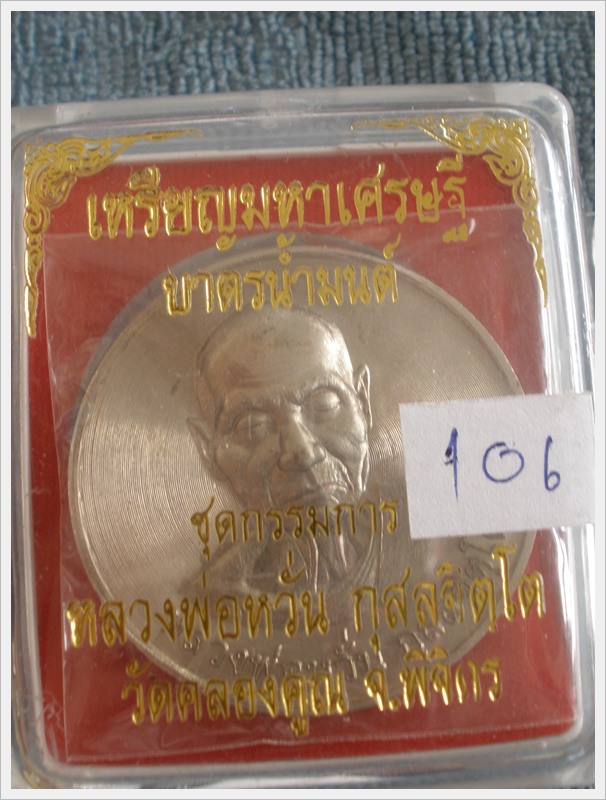 เหรียญมหาเศรษฐี
บาตรน้ำมนต์
106
ชุดกรรมการ
หลวงพ่อหวั่น กุสลจิตฺโต
วัดคลองคูณ จ.พิจิตร